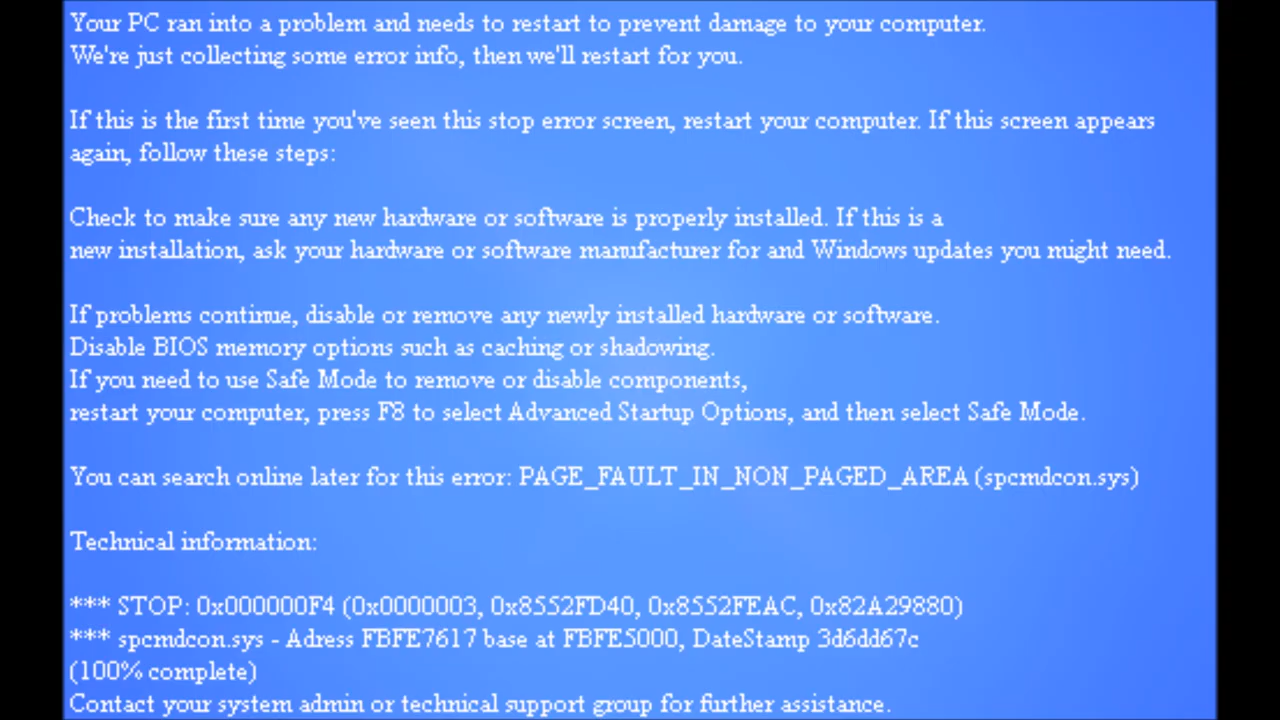 Your PC ran into a problem and needs to restart to prevent damage to your computer.
We're just collecting some error info, then we'll restart for you.
If this is the first time you've seen this stop error screen, restart your computer. If this screen appears
again, follow these steps:
Check to make sure any new hardware or software is properly installed. If this is a
new installation, ask your hardware or software manufacturer for and Windows updates you might need.
If problems continue, disable or remove any newly installed hardware or software.
Disable BIOS memory options such as caching or shadowing.
If you need to use Safe Mode to remove or disable components,
restart your computer, press F8 to select Advanced Startup Options, and then select Safe Mode.
You can search online later for this error: PAGE_FAULT_IN_NON_PAGED_AREA (spcmdcon.sys)
Technical information:
*** STOP: 0x000000F4 (0x0000003, 0x8552FD40, 0x8552FEAC, 0x82A29880)
*** spcmdcon.sys - Adress FBFE7617 base at FBFE5000, DateStamp 3d6dd67c
(100% complete)
Contact your system admin or technical support group for further assistance.